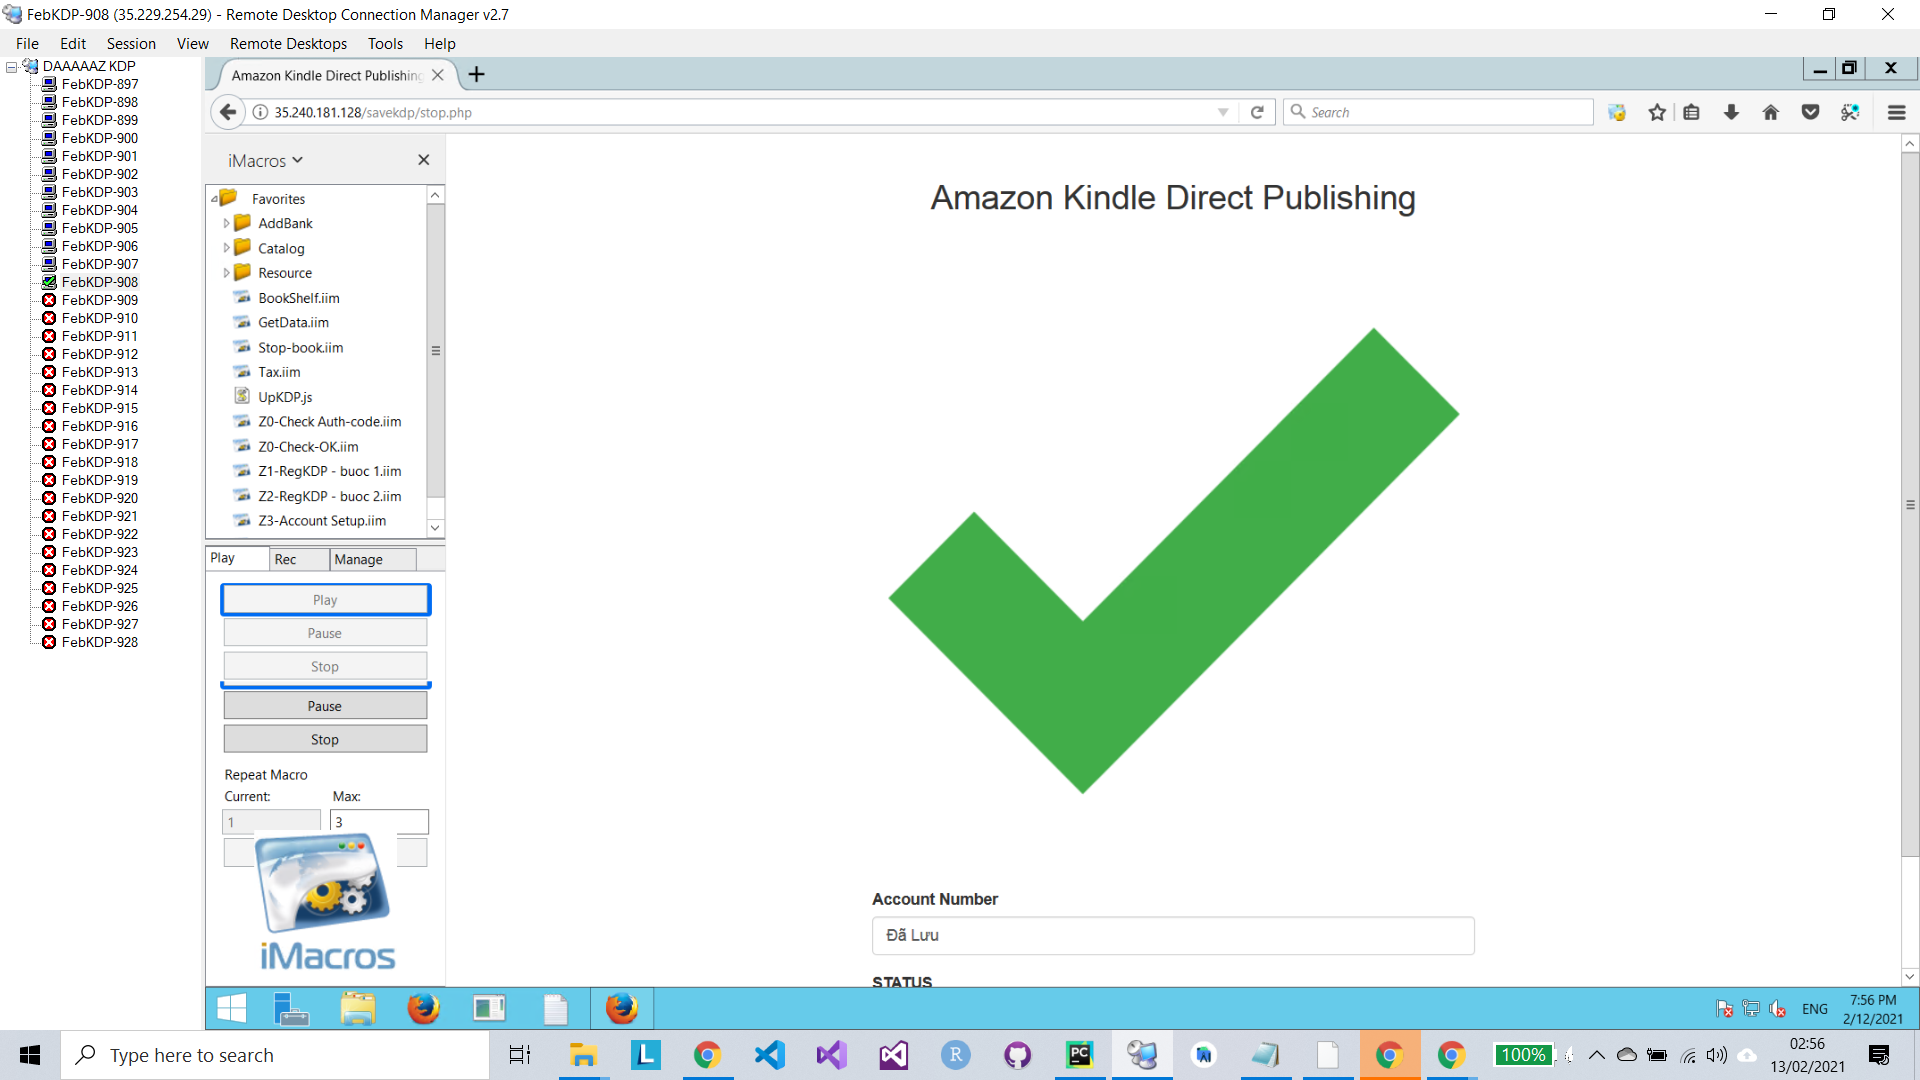 FebKDP-908 (35.229.254.29) - Remote Desktop Connection Manager v2.7
File Edit Session View Remote Desktops Tools Help
DAAAAAZ KDP
FebKDP-897
FebKDP-898
FebKDP-899
FebKDP-900
FebKDP-901
FebKDP-902
FebKDP-903
FebKDP-904
FebKDP-905
FebKDP-906
FebKDP-907
FebKDP-908
FebKDP-909
FebKDP-910
FebKDP-911
FebKDP-912
FebKDP-913
FebKDP-914
FebKDP-915
FebKDP-916
FebKDP-917
FebKDP-918
FebKDP-919
FebKDP-920
FebKDP-921
FebKDP-922
FebKDP-923
FebKDP-924
FebKDP-925
FebKDP-926
FebKDP-927
FebKDP-928
Amazon Kindle Direct Publishing
35.240.181.128/savekdp/stop.php
Search
iMacros
Favorites
AddBank
Catalog
Resource
BookShelf.iim
GetData.iim
Stop-book.iim
Tax.iim
UpKDP.js
Z0-Check Auth-code.iim
Z0-Check-OK.iim
Z1-RegKDP - buoc 1.iim
Z2-RegKDP - buoc 2.iim
Z3-Account Setup.iim
Play Rec Manage
Play
Pause
Stop
Pause
Stop
Repeat Macro
Current: Max:
1 3
iMacros
Amazon Kindle Direct Publishing
Account Number
Đã Lưu
STATUS
ENG
7:56 PM
2/12/2021
Type here to search
L
R
PC
100%
02:56
13/02/2021